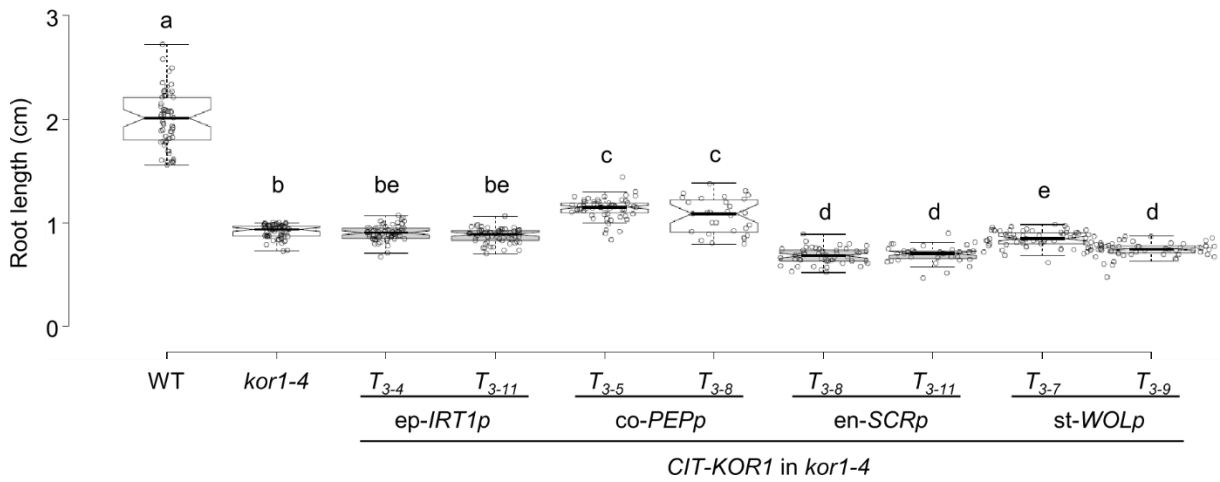 3
2
1
0
Root length (cm)
a
b
be
be
c
c
d
d
e
d
WT
kor1-4
T3-4
T3-11
T3-5
T3-8
T3-8
T3-11
T3-7
T3-9
ep-IRT1p
co-PEPp
en-SCRp
st-WOLp
CIT-KOR1 in kor1-4